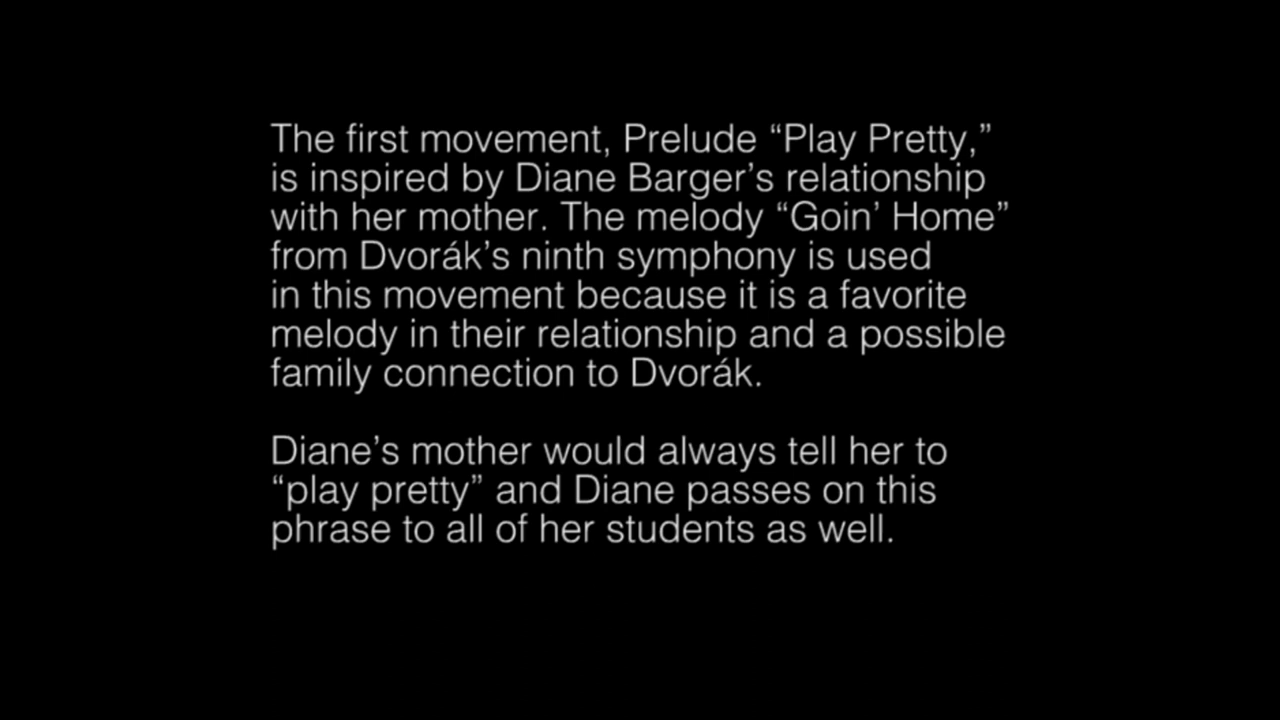 The first movement, Prelude “Play Pretty,”
is inspired by Diane Barger’s relationship
with her mother. The melody “Goin’ Home”
from Dvorák’s ninth symphony is used
in this movement because it is a favorite
melody in their relationship and a possible
family connection to Dvorák.
Diane’s mother would always tell her to
“play pretty” and Diane passes on this
phrase to all of her students as well.